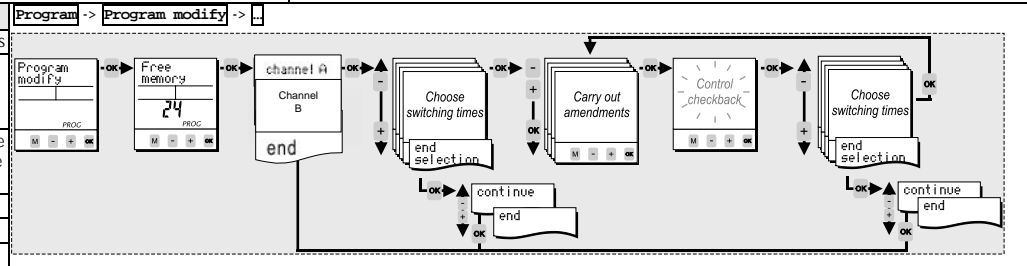 Program -> Program modify -> ...
Program
modify
PROG
M - + OK
OK
Free
memory
24
PROG
M - + OK
OK
channel A
Channel
B
end
OK
-
+
Choose
switching times
end
selection
OK
-
+
OK
continue
end
OK
-
+
OK
Carry out
amendments
M - + OK
OK
Control
checkback
M - + OK
OK
-
+
Choose
switching times
end
selection
OK
OK
-
+
continue
end
OK